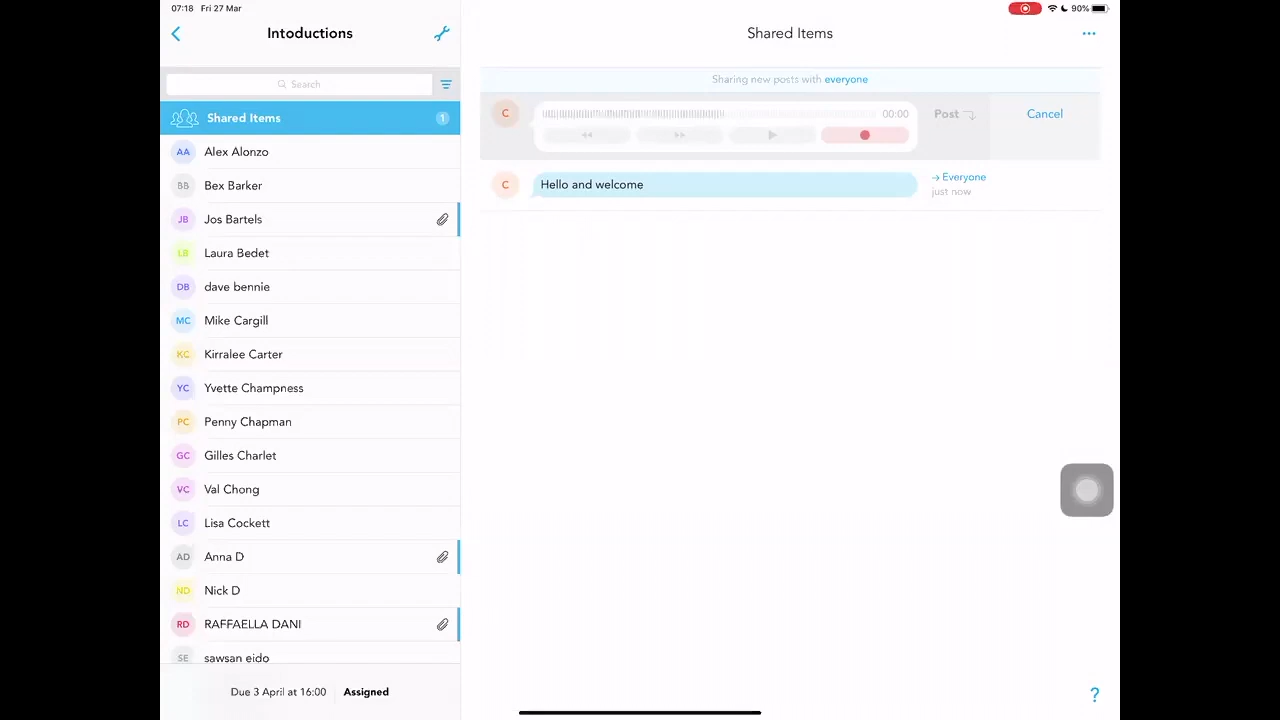 07:18 Fri 27 Mar
90%
Intoductions
Shared Items
Search
Sharing new posts with everyone
Shared Items 1
C 00:00 Post Cancel
AA Alex Alonzo
BB Bex Barker
C Hello and welcome Everyone
just now
JB Jos Bartels
LB Laura Bedet
DB dave bennie
MC Mike Cargill
KC Kirralee Carter
YC Yvette Champness
PC Penny Chapman
GC Gilles Charlet
VC Val Chong
LC Lisa Cockett
AD Anna D
ND Nick D
RD RAFFAELLA DANI
SE sawsan eido
Due 3 April at 16:00 Assigned
?